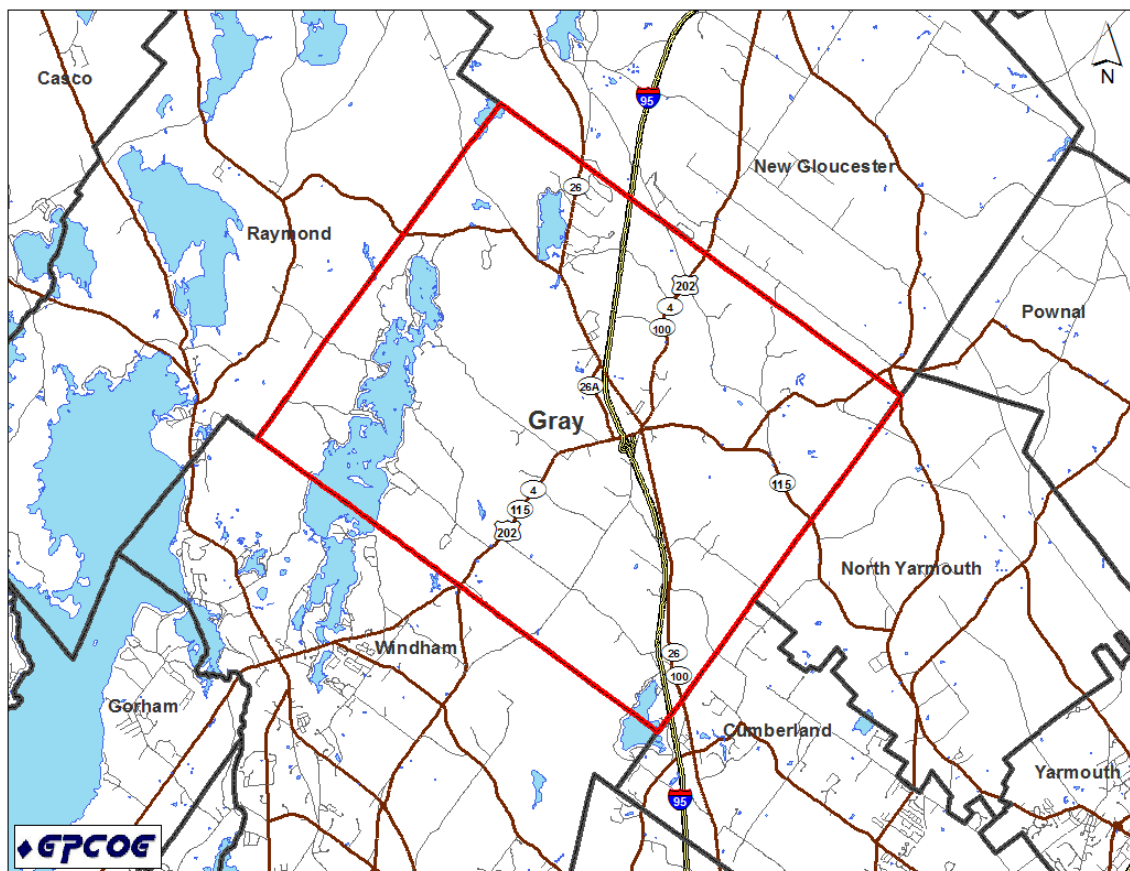 Casco
N
95
New Gloucester
26
Raymond
202
4
Pownal
100
26A
Gray
115
4
115
202
North Yarmouth
Windham
26
100
Gorham
Cumberland
Yarmouth
95
GPCOG